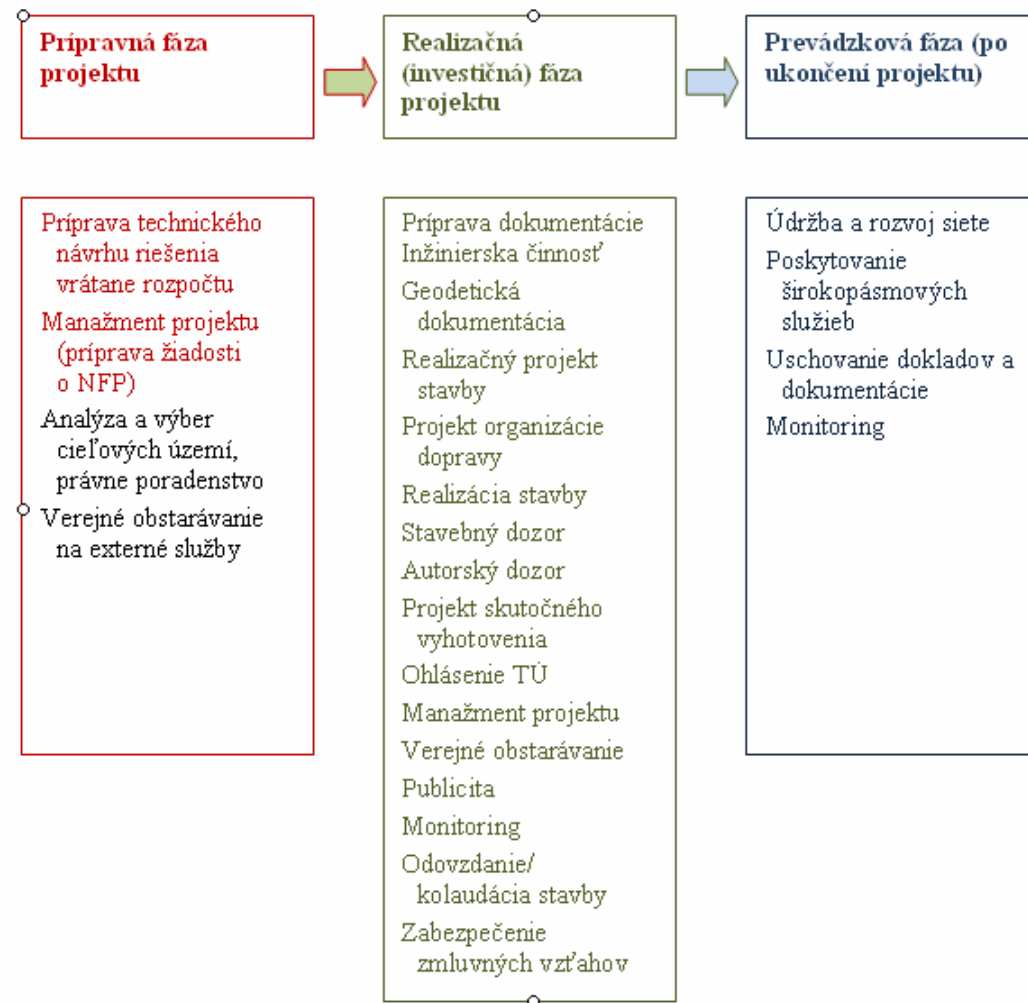 Prípravná fáza
projektu
Realizačná
(investičná) fáza
projektu
Prevádzková fáza (po
ukončení projektu)
Príprava technického
návrhu riešenia
vrátane rozpočtu
Manažment projektu
(príprava žiadosti
o NFP)
Analýza a výber
cieľových území,
právne poradenstvo
Verejné obstarávanie
na externé služby
Príprava dokumentácie
Inžinierska činnosť
Geodetická
dokumentácia
Realizačný projekt
stavby
Projekt organizácie
dopravy
Realizácia stavby
Stavebný dozor
Autorský dozor
Projekt skutočného
vyhotovenia
Ohlásenie TÚ
Manažment projektu
Verejné obstarávanie
Publicita
Monitoring
Odovzdanie/
kolaudácia stavby
Zabezpečenie
zmluvných vzťahov
Údržba a rozvoj siete
Poskytovanie
širokopásmových
služieb
Uschovanie dokladov a
dokumentácie
Monitoring